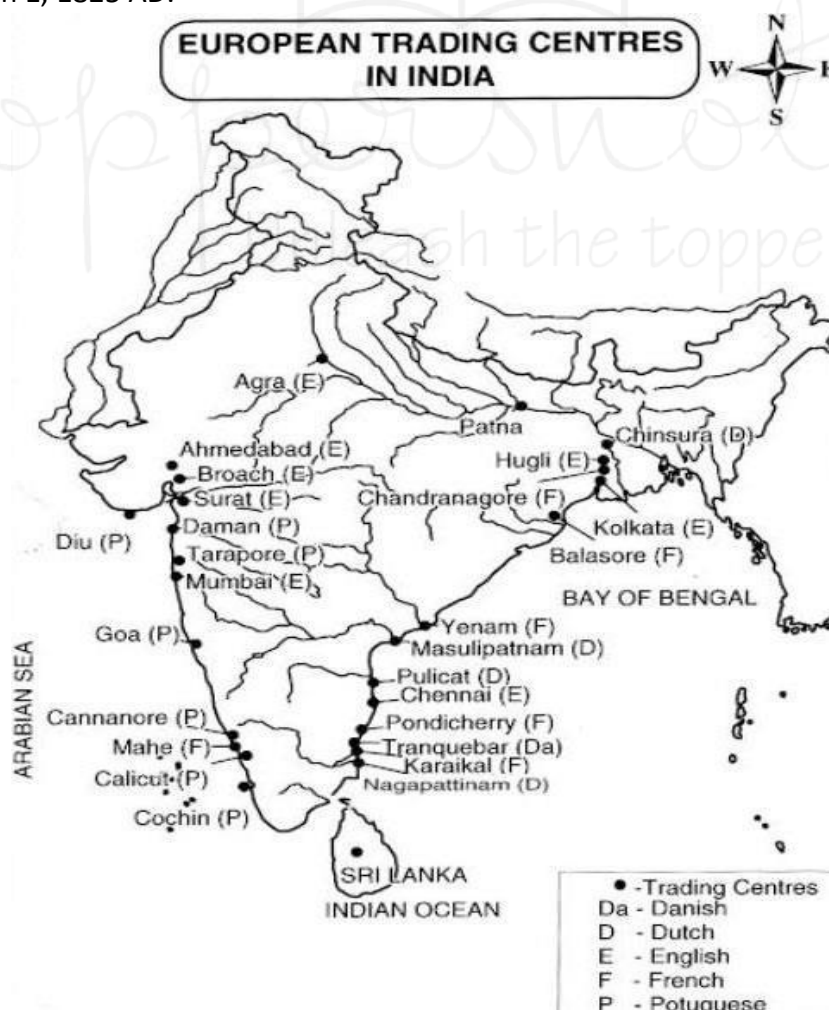 EUROPEAN TRADING CENTRES
IN INDIA
N
W
S
Agra (E)
Patna
Chinsura (D)
Ahmedabad (E)
Hugli (E)
Broach (E)
Surat (E)
Chandranagore (F)
Kolkata (E)
Daman (P)
Diu (P)
Balasore (F)
Tarapore (P)
Mumbai (E)
BAY OF BENGAL
Yenam (F)
Goa (P)
Masulipatnam (D)
ARABIAN SEA
Pulicat (D)
Chennai (E)
Cannanore (P)
Pondicherry (F)
Mahe (F)
Tranquebar (Da)
Karaikal (F)
Calicut (P)
Nagapattinam (D)
Cochin (P)
SRI LANKA
INDIAN OCEAN
-Trading Centres
Da - Danish
D - Dutch
E - English
F - French
P - Potuguese